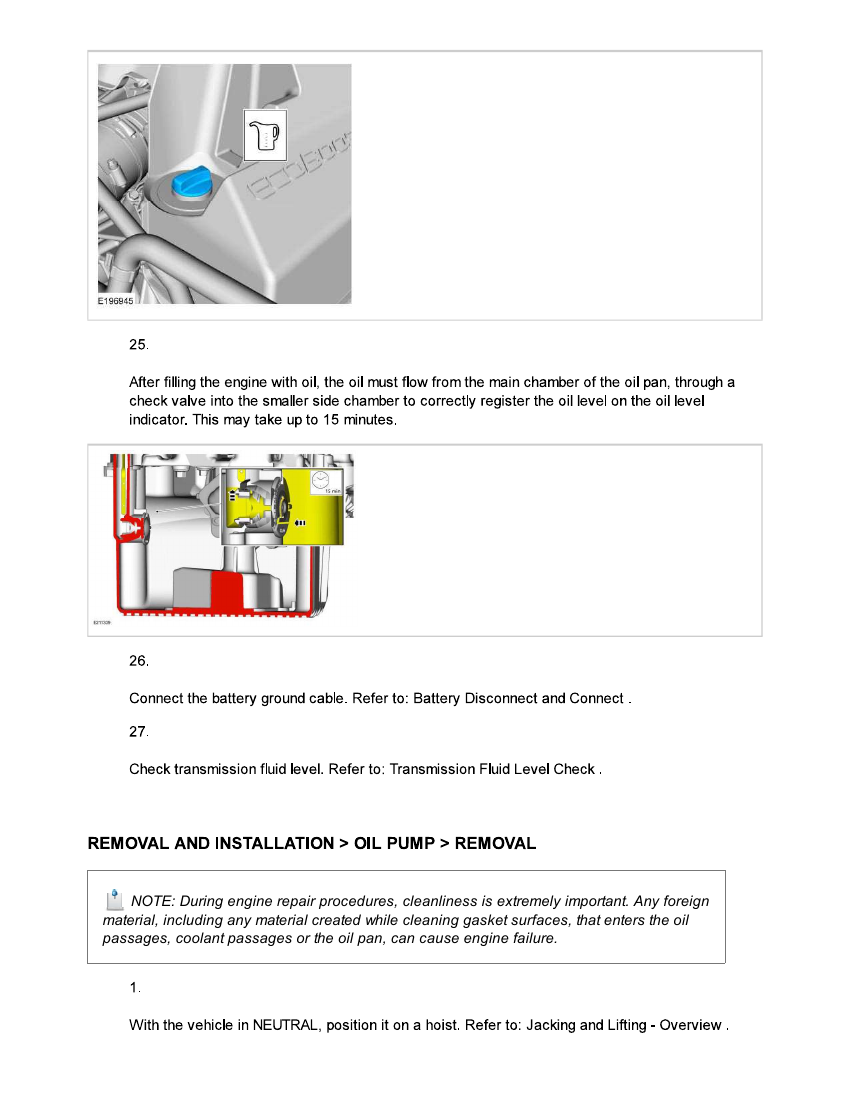 ECOBOOST
E196945
25.
After filling the engine with oil, the oil must flow from the main chamber of the oil pan, through a
check valve into the smaller side chamber to correctly register the oil level on the oil level
indicator. This may take up to 15 minutes.
15 min.
26.
Connect the battery ground cable. Refer to: Battery Disconnect and Connect .
27.
Check transmission fluid level. Refer to: Transmission Fluid Level Check .
REMOVAL AND INSTALLATION > OIL PUMP > REMOVAL
NOTE: During engine repair procedures, cleanliness is extremely important. Any foreign
material, including any material created while cleaning gasket surfaces, that enters the oil
passages, coolant passages or the oil pan, can cause engine failure.
1.
With the vehicle in NEUTRAL, position it on a hoist. Refer to: Jacking and Lifting - Overview .